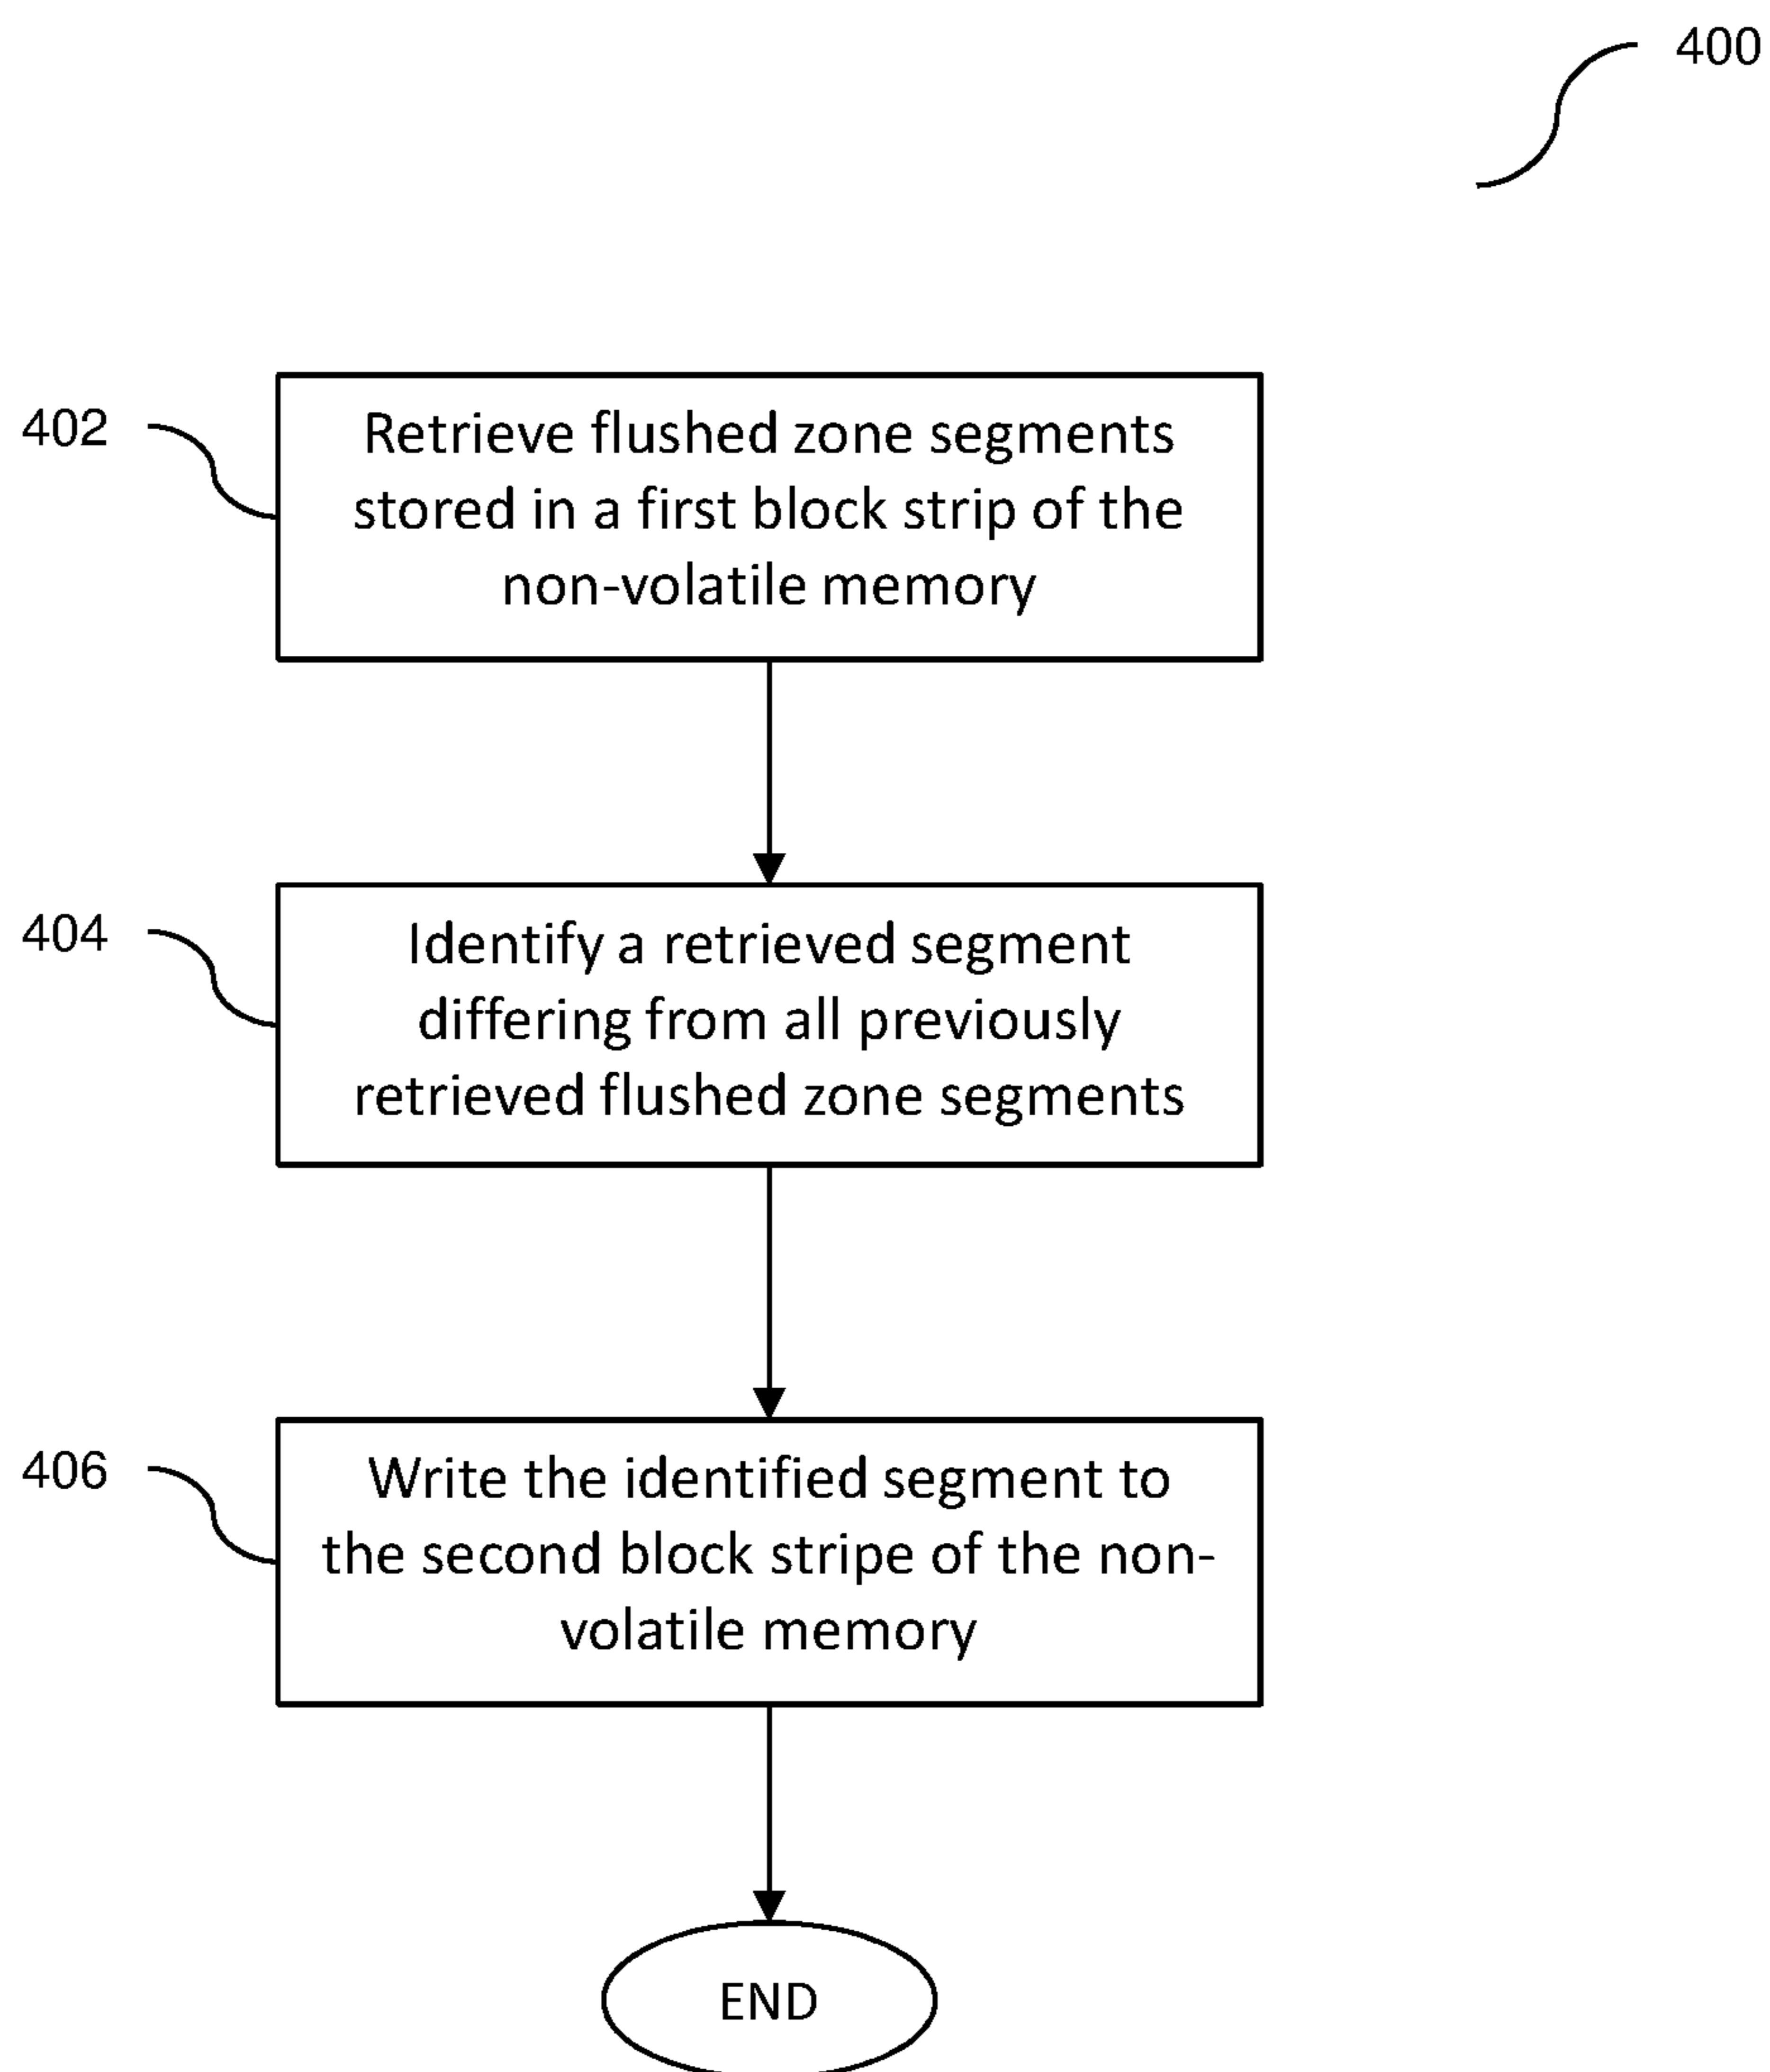 400
402
Retrieve flushed zone segments
stored in a first block strip of the
non-volatile memory
404
Identify a retrieved segment
differing from all previously
retrieved flushed zone segments
406
Write the identified segment to
the second block stripe of the non-
volatile memory
END